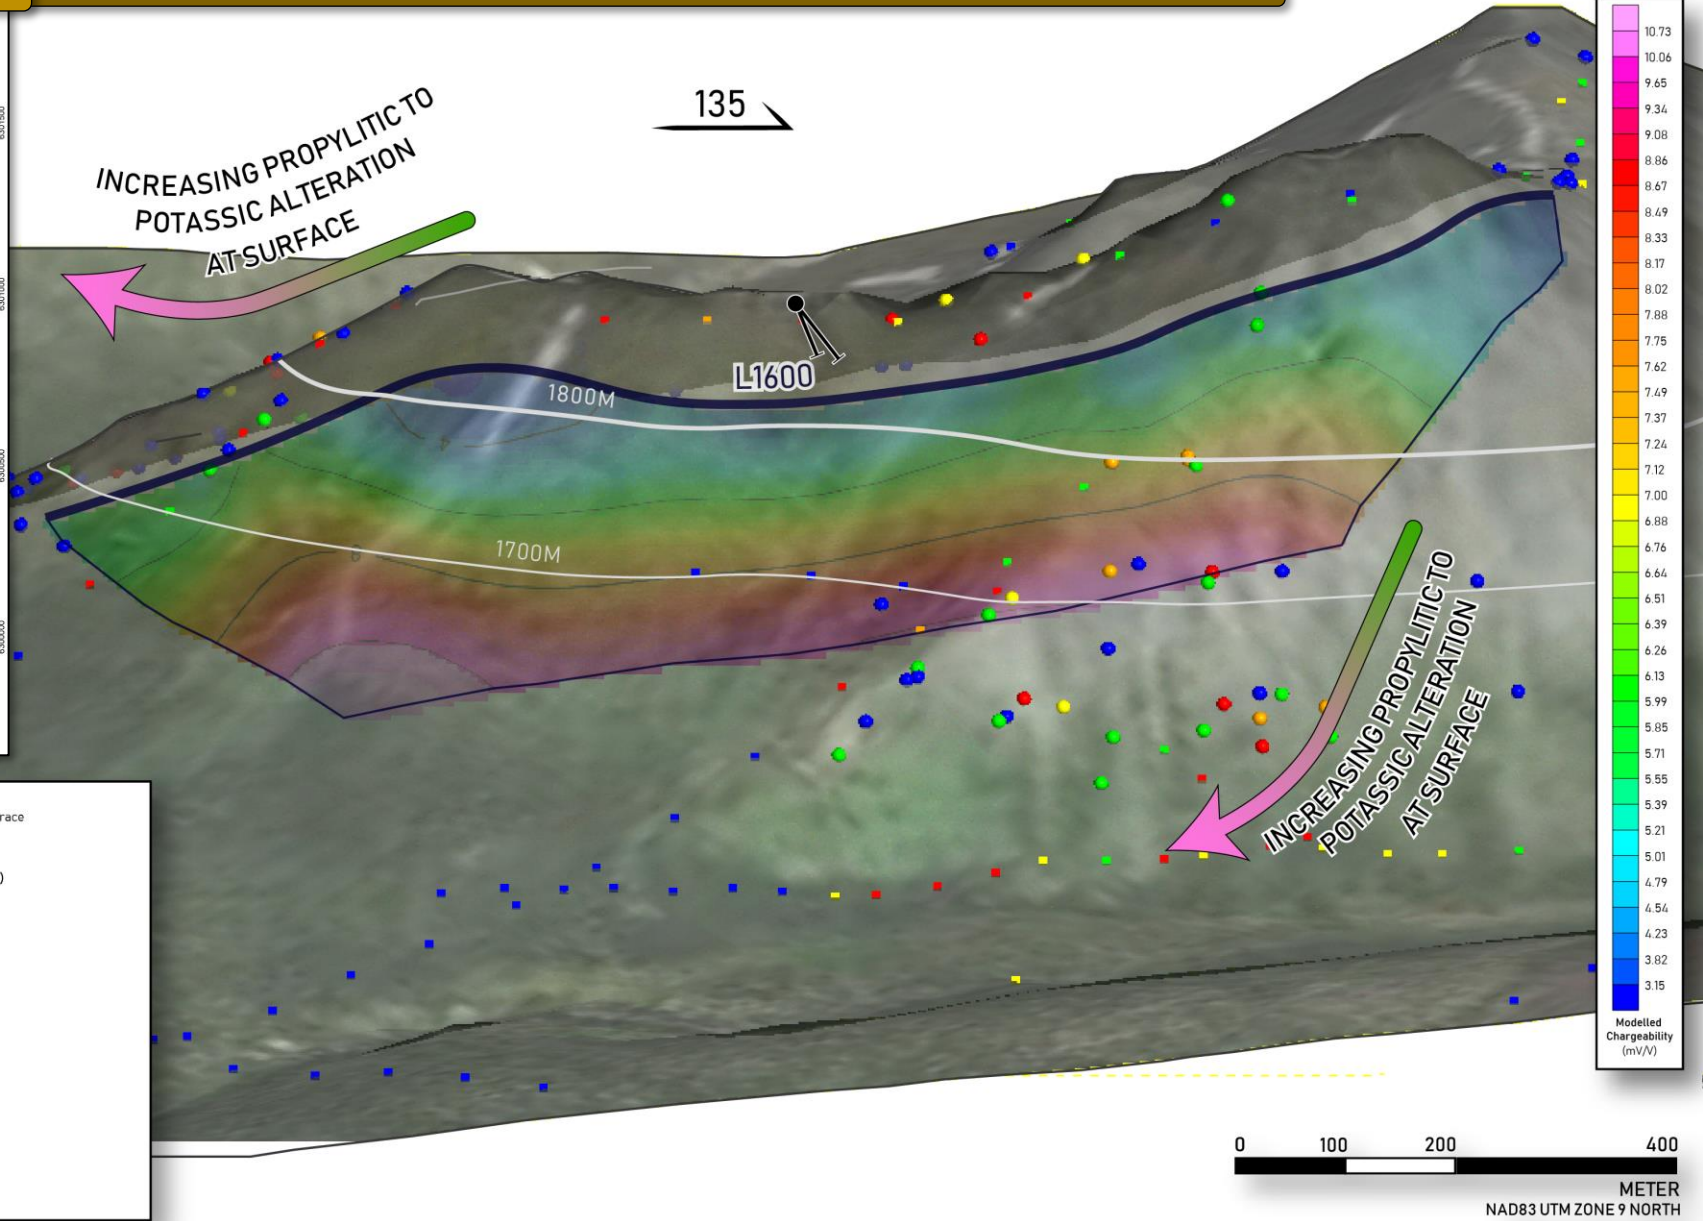 INCREASING PROPYLITIC TO
POTASSIC ALTERATION
AT SURFACE
135
L1600
1800M
1700M
8
INCREASING PROPYLITIC TO
POTASSIC ALTERATION
AT SURFACE
6301000
6300500
6300000
race
)
10.73
10.06
9.65
9.34
9.08
8.86
8.67
8.49
8.33
8.17
8.02
7.88
7.75
7.62
7.49
7.37
7.24
7.12
7.00
6.88
6.76
6.64
6.51
6.39
6.26
6.13
5.99
5.85
5.71
5.55
5.39
5.21
5.01
4.79
4.54
4.23
3.82
3.15
Modelled
Chargeability
(mV/V)
0 100 200 400
METER
NAD83 UTM ZONE 9 NORTH